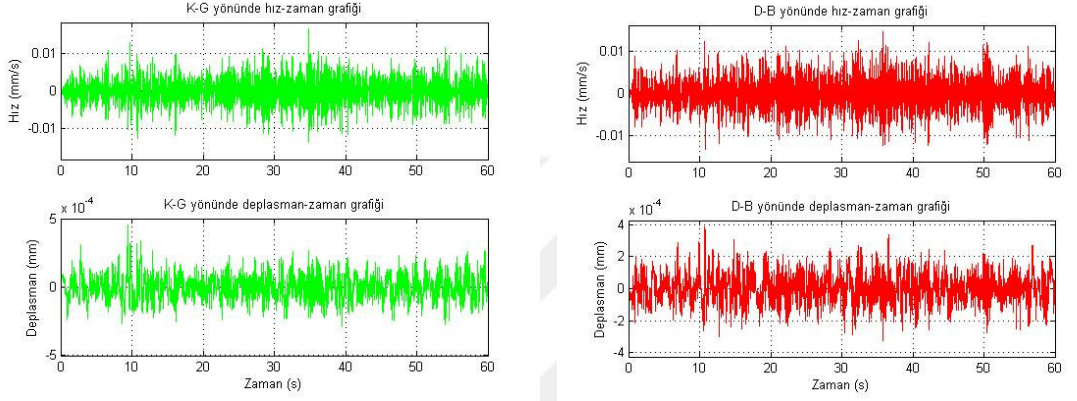 K-G yönünde hız-zaman grafiği
0.01
0
-0.01
Hız (mm/s)
0 10 20 30 40 50 60
x 10⁻⁴
K-G yönünde deplasman-zaman grafiği
5
0
-5
Deplasman (mm)
0 10 20 30 40 50 60
Zaman (s)
D-B yönünde hız-zaman grafiği
0.01
0
-0.01
Hız (mm/s)
0 10 20 30 40 50 60
x 10⁻⁴
D-B yönünde deplasman-zaman grafiği
4
2
0
-2
-4
Deplasman (mm)
0 10 20 30 40 50 60
Zaman (s)